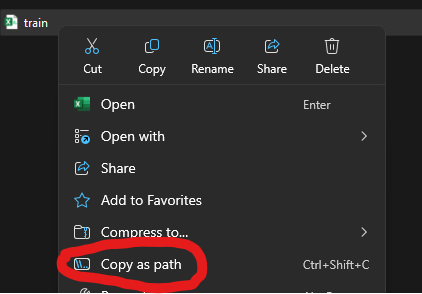 train
Cut Copy Rename Share Delete
Open Enter
Open with
Share
Add to Favorites
Compress to...
Copy as path Ctrl+Shift+C